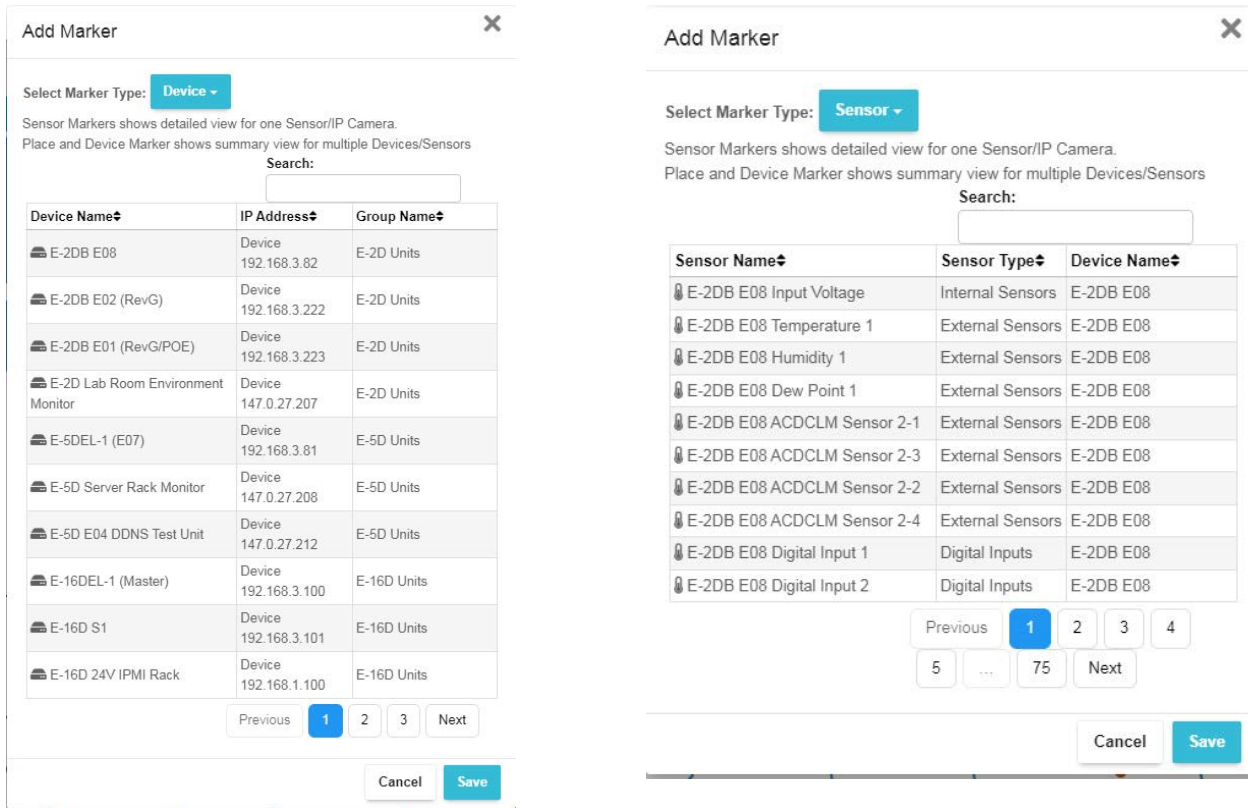 Add Marker
Select Marker Type: Device
Sensor Markers shows detailed view for one Sensor/IP Camera.
Place and Device Marker shows summary view for multiple Devices/Sensors
Search:
Device Name IP Address Group Name
E-2DB E08 Device 192.168.3.82 E-2D Units
E-2DB E02 (RevG) Device 192.168.3.222 E-2D Units
E-2DB E01 (RevG/POE) Device 192.168.3.223 E-2D Units
E-2D Lab Room Environment Monitor Device 147.0.27.207 E-2D Units
E-5DEL-1 (E07) Device 192.168.3.81 E-5D Units
E-5D Server Rack Monitor Device 147.0.27.208 E-5D Units
E-5D E04 DDNS Test Unit Device 147.0.27.212 E-5D Units
E-16DEL-1 (Master) Device 192.168.3.100 E-16D Units
E-16D S1 Device 192.168.3.101 E-16D Units
E-16D 24V IPMI Rack Device 192.168.1.100 E-16D Units
Previous 1 2 3 Next
Cancel Save
Add Marker
Select Marker Type: Sensor
Sensor Markers shows detailed view for one Sensor/IP Camera.
Place and Device Marker shows summary view for multiple Devices/Sensors
Search:
Sensor Name Sensor Type Device Name
E-2DB E08 Input Voltage Internal Sensors E-2DB E08
E-2DB E08 Temperature 1 External Sensors E-2DB E08
E-2DB E08 Humidity 1 External Sensors E-2DB E08
E-2DB E08 Dew Point 1 External Sensors E-2DB E08
E-2DB E08 ACDCLM Sensor 2-1 External Sensors E-2DB E08
E-2DB E08 ACDCLM Sensor 2-3 External Sensors E-2DB E08
E-2DB E08 ACDCLM Sensor 2-2 External Sensors E-2DB E08
E-2DB E08 ACDCLM Sensor 2-4 External Sensors E-2DB E08
E-2DB E08 Digital Input 1 Digital Inputs E-2DB E08
E-2DB E08 Digital Input 2 Digital Inputs E-2DB E08
Previous 1 2 3 4
5 ... 75 Next
Cancel Save